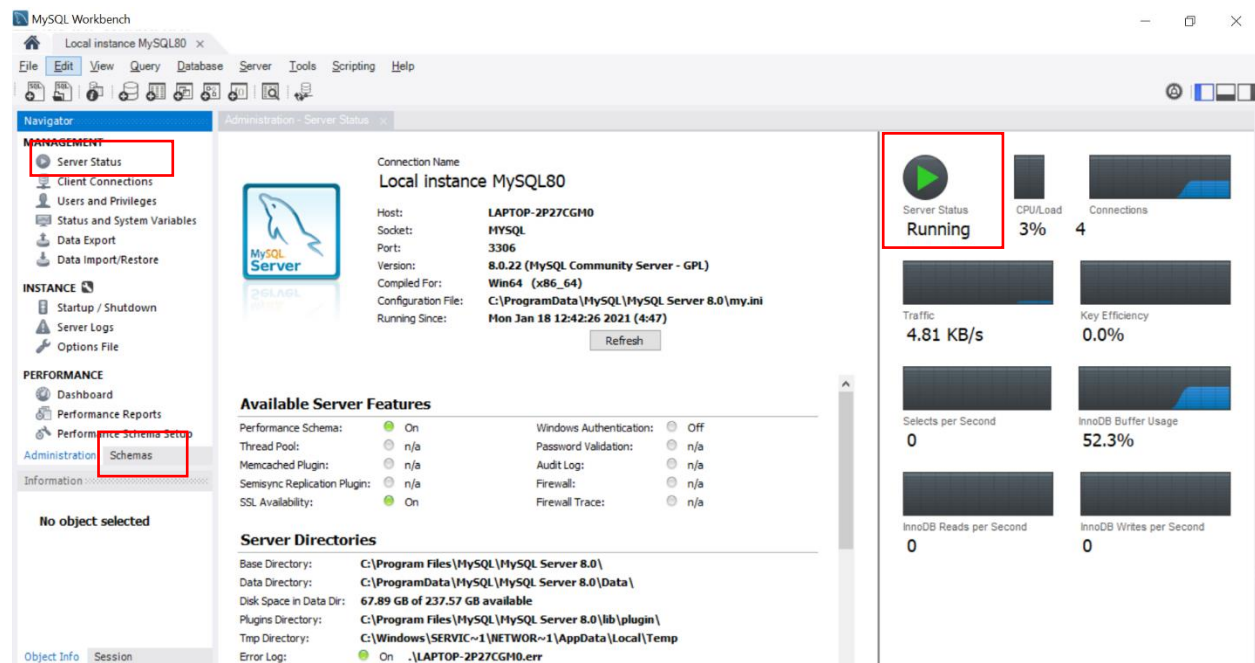 MySQL Workbench
Local instance MySQL80
File Edit View Query Database Server Tools Scripting Help
Navigator
MANAGEMENT
Server Status
Client Connections
Users and Privileges
Status and System Variables
Data Export
Data Import/Restore
INSTANCE
Startup / Shutdown
Server Logs
Options File
PERFORMANCE
Dashboard
Performance Reports
Performance Schema Setup
Administration Schemas
Information
No object selected
Object Info Session
Administration - Server Status
MySQL
Server
Connection Name
Local instance MySQL80
Host: LAPTOP-2P27CGM0
Socket: MYSQL
Port: 3306
Version: 8.0.22 (MySQL Community Server - GPL)
Compiled For: Win64 (x86_64)
Configuration File: C:\ProgramData\MySQL\MySQL Server 8.0\my.ini
Running Since: Mon Jan 18 12:42:26 2021 (4:47)
Refresh
Available Server Features
Performance Schema: On Windows Authentication: Off
Thread Pool: n/a Password Validation: n/a
Memcached Plugin: n/a Audit Log: n/a
Semisync Replication Plugin: n/a Firewall: n/a
SSL Availability: On Firewall Trace: n/a
Server Directories
Base Directory: C:\Program Files\MySQL\MySQL Server 8.0\
Data Directory: C:\ProgramData\MySQL\MySQL Server 8.0\Data\
Disk Space in Data Dir: 67.89 GB of 237.57 GB available
Plugins Directory: C:\Program Files\MySQL\MySQL Server 8.0\lib\plugin\
Tmp Directory: C:\Windows\SERVIC~1\NETWOR~1\AppData\Local\Temp
Error Log: On .\LAPTOP-2P27CGM0.err
Server Status CPU/Load Connections
Running 3% 4
Traffic Key Efficiency
4.81 KB/s 0.0%
Selects per Second InnoDB Buffer Usage
0 52.3%
InnoDB Reads per Second InnoDB Writes per Second
0 0